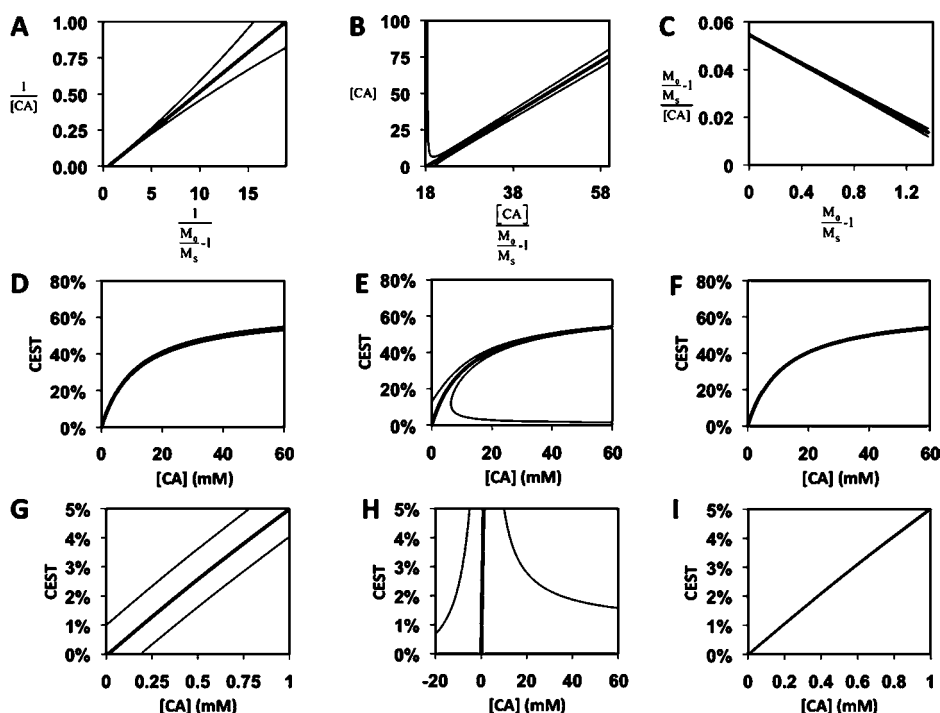 A
1.00
0.75
0.50
0.25
0.00
1
[CA]
0 5 10 15
1
M0
Ms
-1
B
100
75
50
25
0
[CA]
18 38 58
[CA]
M0
Ms
-1
C
0.06
0.04
0.02
0
M0
Ms
-1
[CA]
0 0.4 0.8 1.2
M0
Ms
-1
D
80%
60%
40%
20%
0%
CEST
0 20 40 60
[CA] (mM)
E
80%
60%
40%
20%
0%
CEST
0 20 40 60
[CA] (mM)
F
80%
60%
40%
20%
0%
CEST
0 20 40 60
[CA] (mM)
G
5%
4%
3%
2%
1%
0%
CEST
0 0.25 0.5 0.75 1
[CA] (mM)
H
5%
4%
3%
2%
1%
0%
CEST
-20 0 20 40 60
[CA] (mM)
I
5%
4%
3%
2%
1%
0%
CEST
0 0.2 0.4 0.6 0.8 1
[CA] (mM)